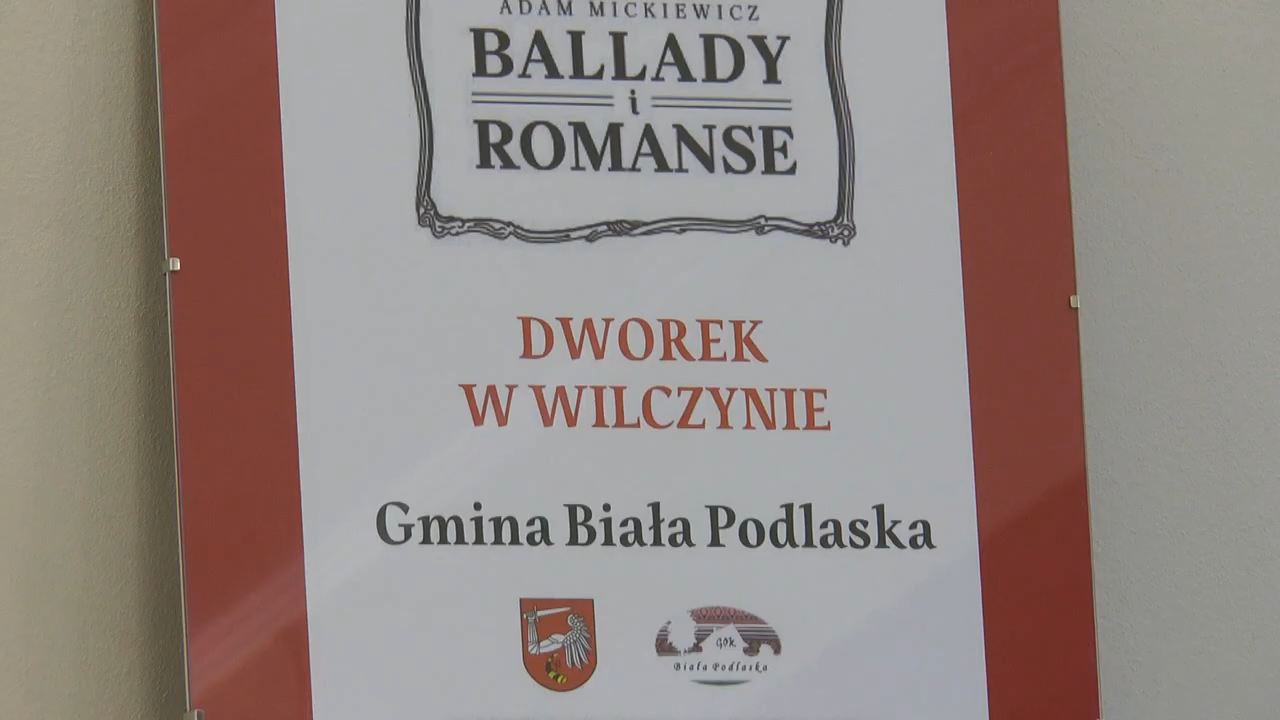 ADAM MICKIEWICZ
BALLADY
i
ROMANSE
DWOREK
W WILCZYNIE
Gmina Biała Podlaska
GOK
Biała Podlaska